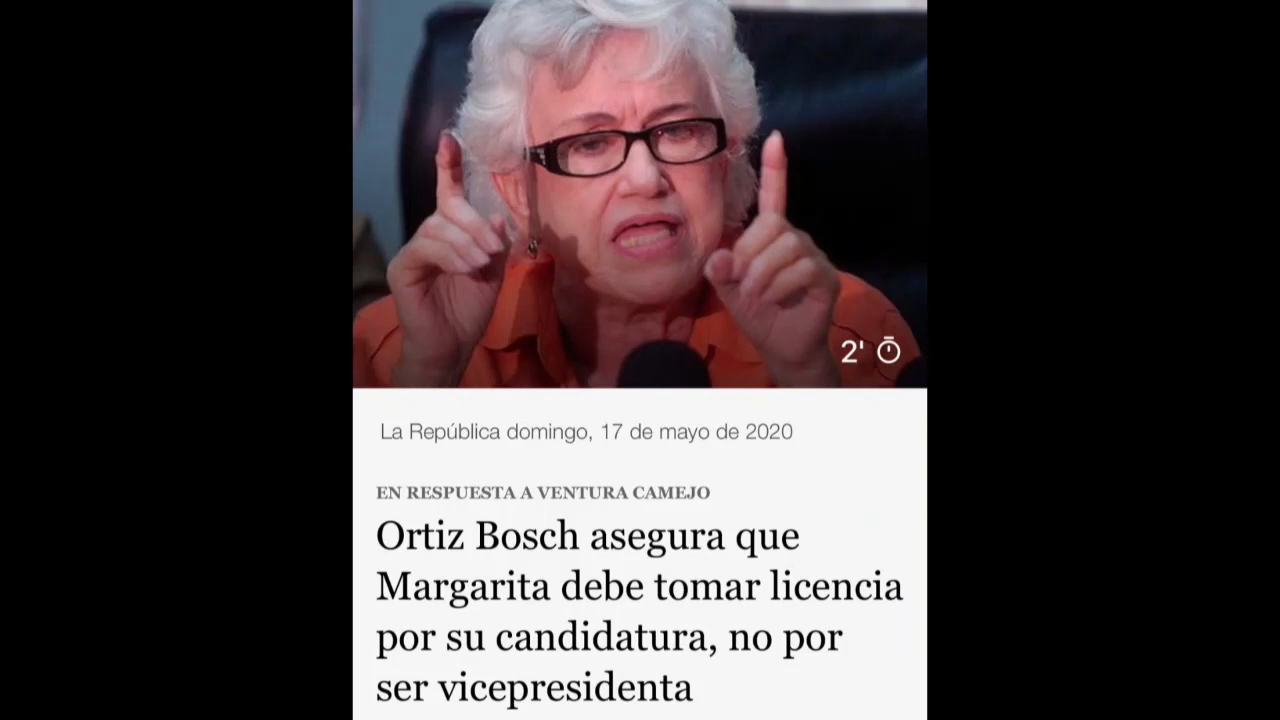 2'
La República domingo, 17 de mayo de 2020
EN RESPUESTA A VENTURA CAMEJO
Ortiz Bosch asegura que
Margarita debe tomar licencia
por su candidatura, no por
ser vicepresidenta